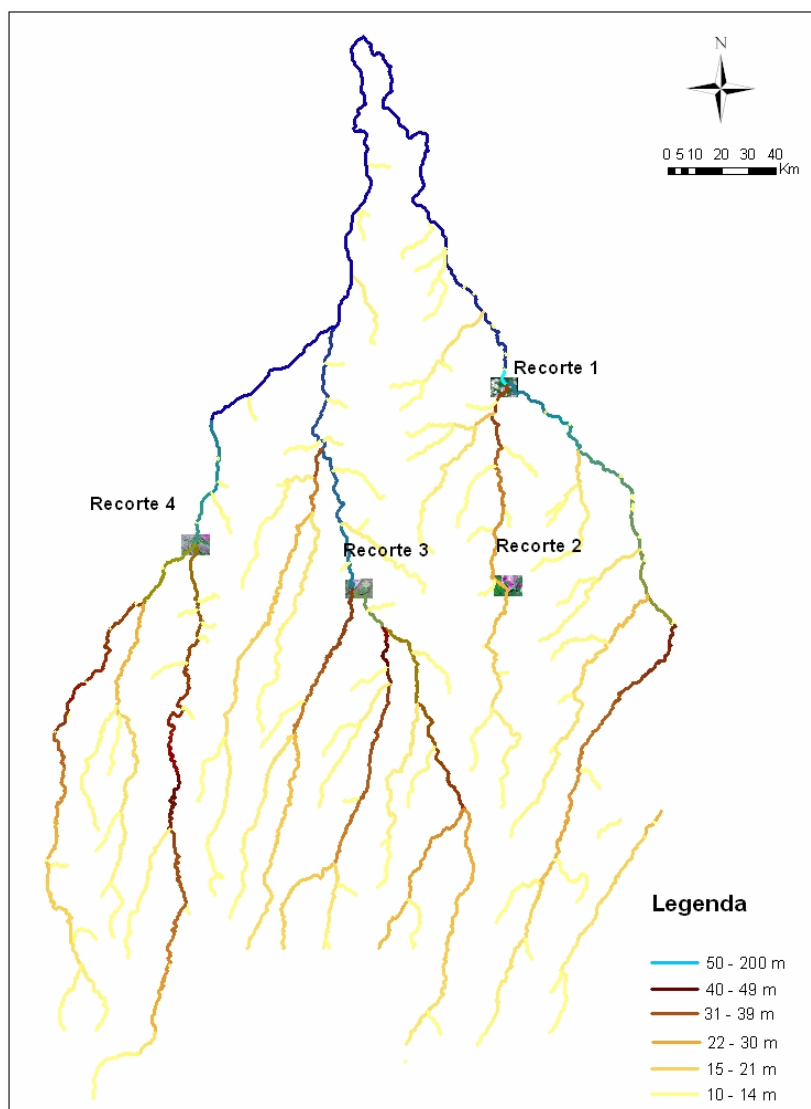 N
0 5 10 20 30 40
Km
Recorte 1
Recorte 4
Recorte 3
Recorte 2
Legenda
50 - 200 m
40 - 49 m
31 - 39 m
22 - 30 m
15 - 21 m
10 - 14 m